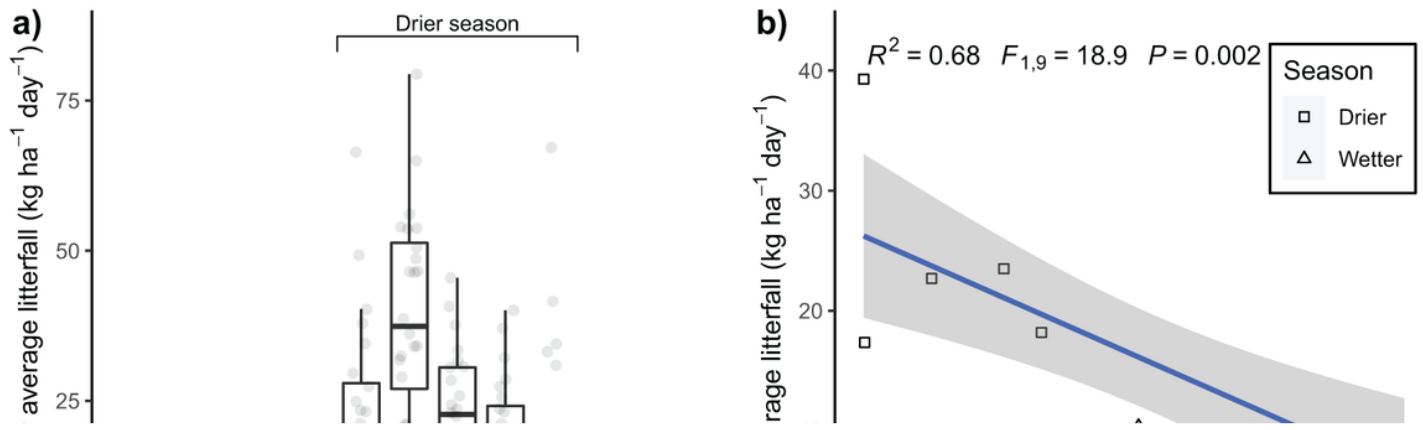 a)
Drier season
average litterfall (kg ha⁻¹ day⁻¹)
75
50
25
b)
R² = 0.68 F₁,₉ = 18.9 P = 0.002
Season
Drier
Wetter
litterfall (kg ha⁻¹ day⁻¹)
40
30
20